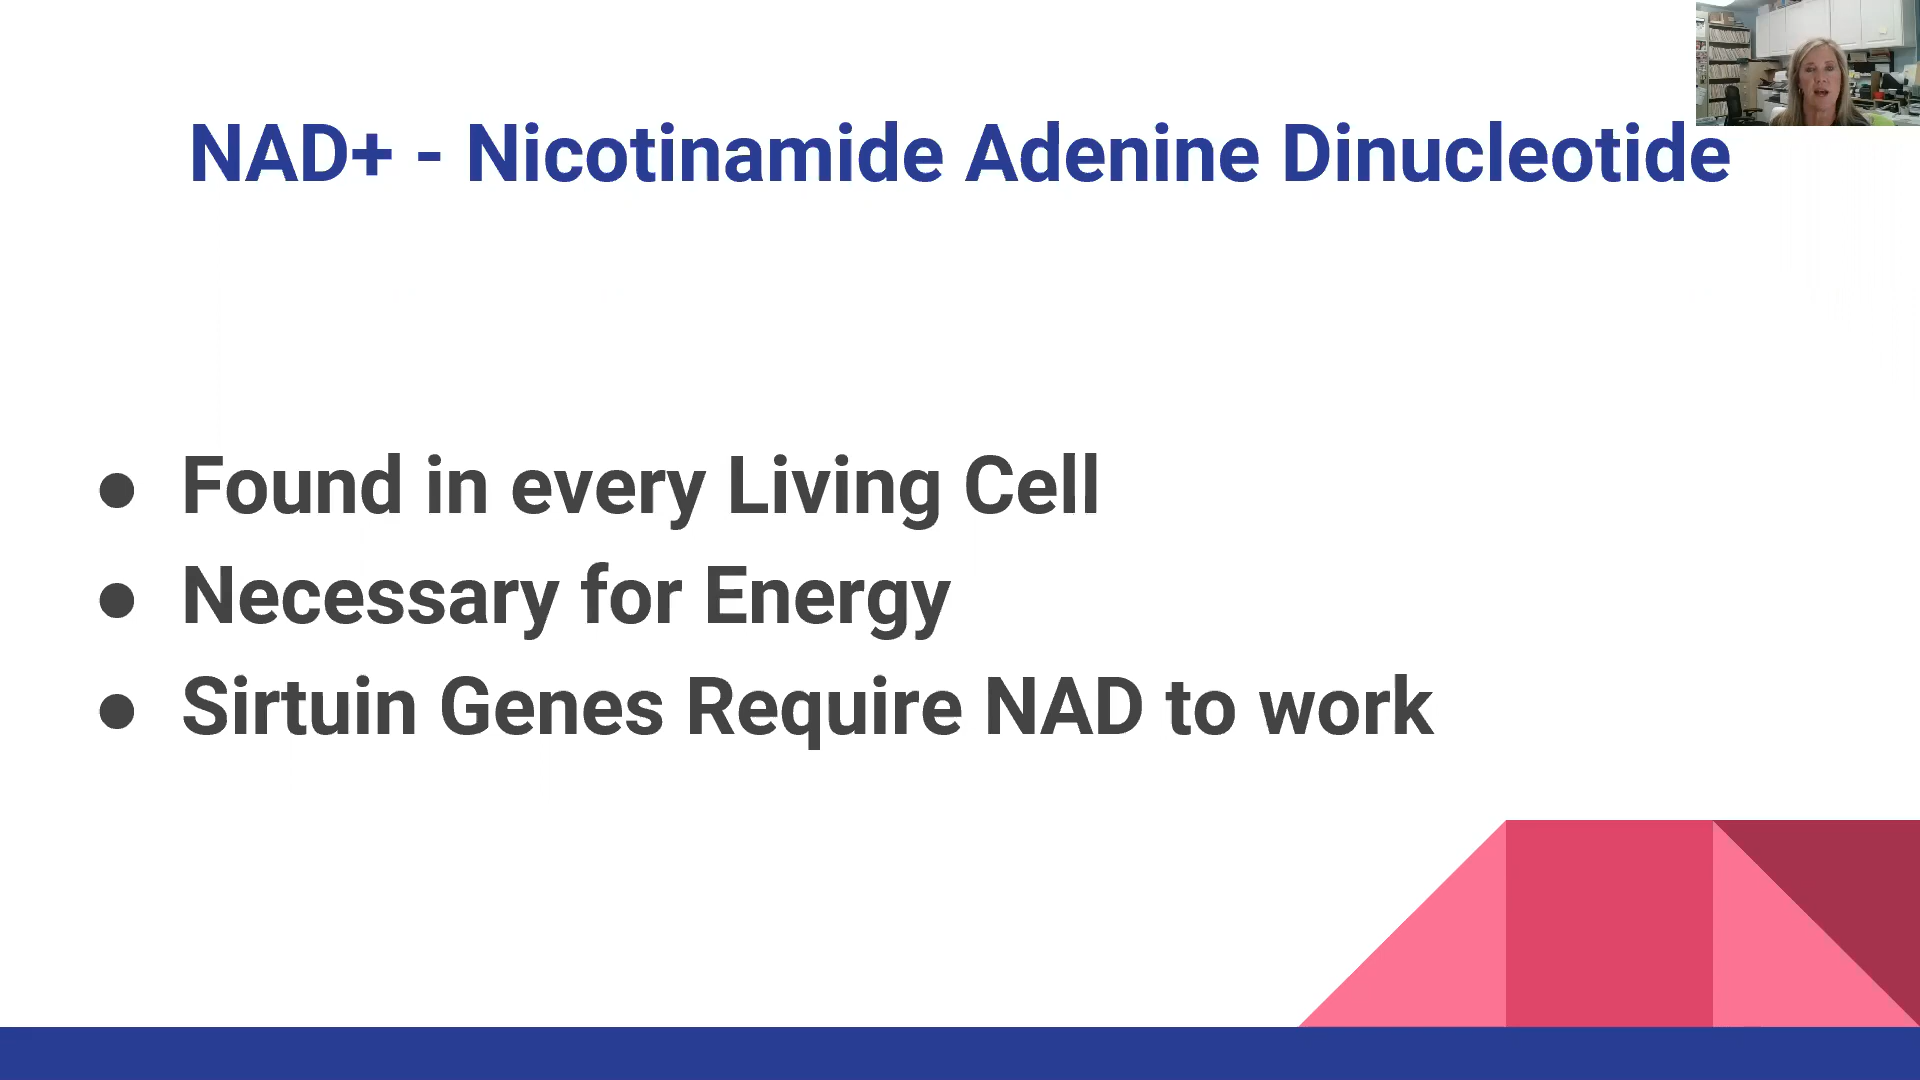 NAD+ - Nicotinamide Adenine Dinucleotide
● Found in every Living Cell
● Necessary for Energy
● Sirtuin Genes Require NAD to work